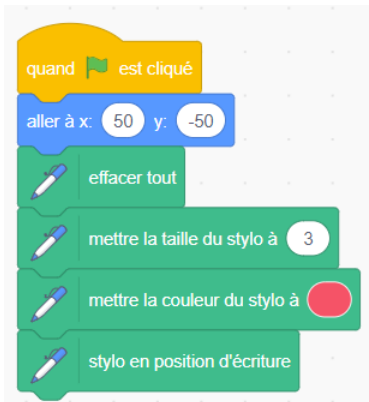 quand est cliqué
aller à x: 50 y: -50
effacer tout
mettre la taille du stylo à 3
mettre la couleur du stylo à
stylo en position d'écriture